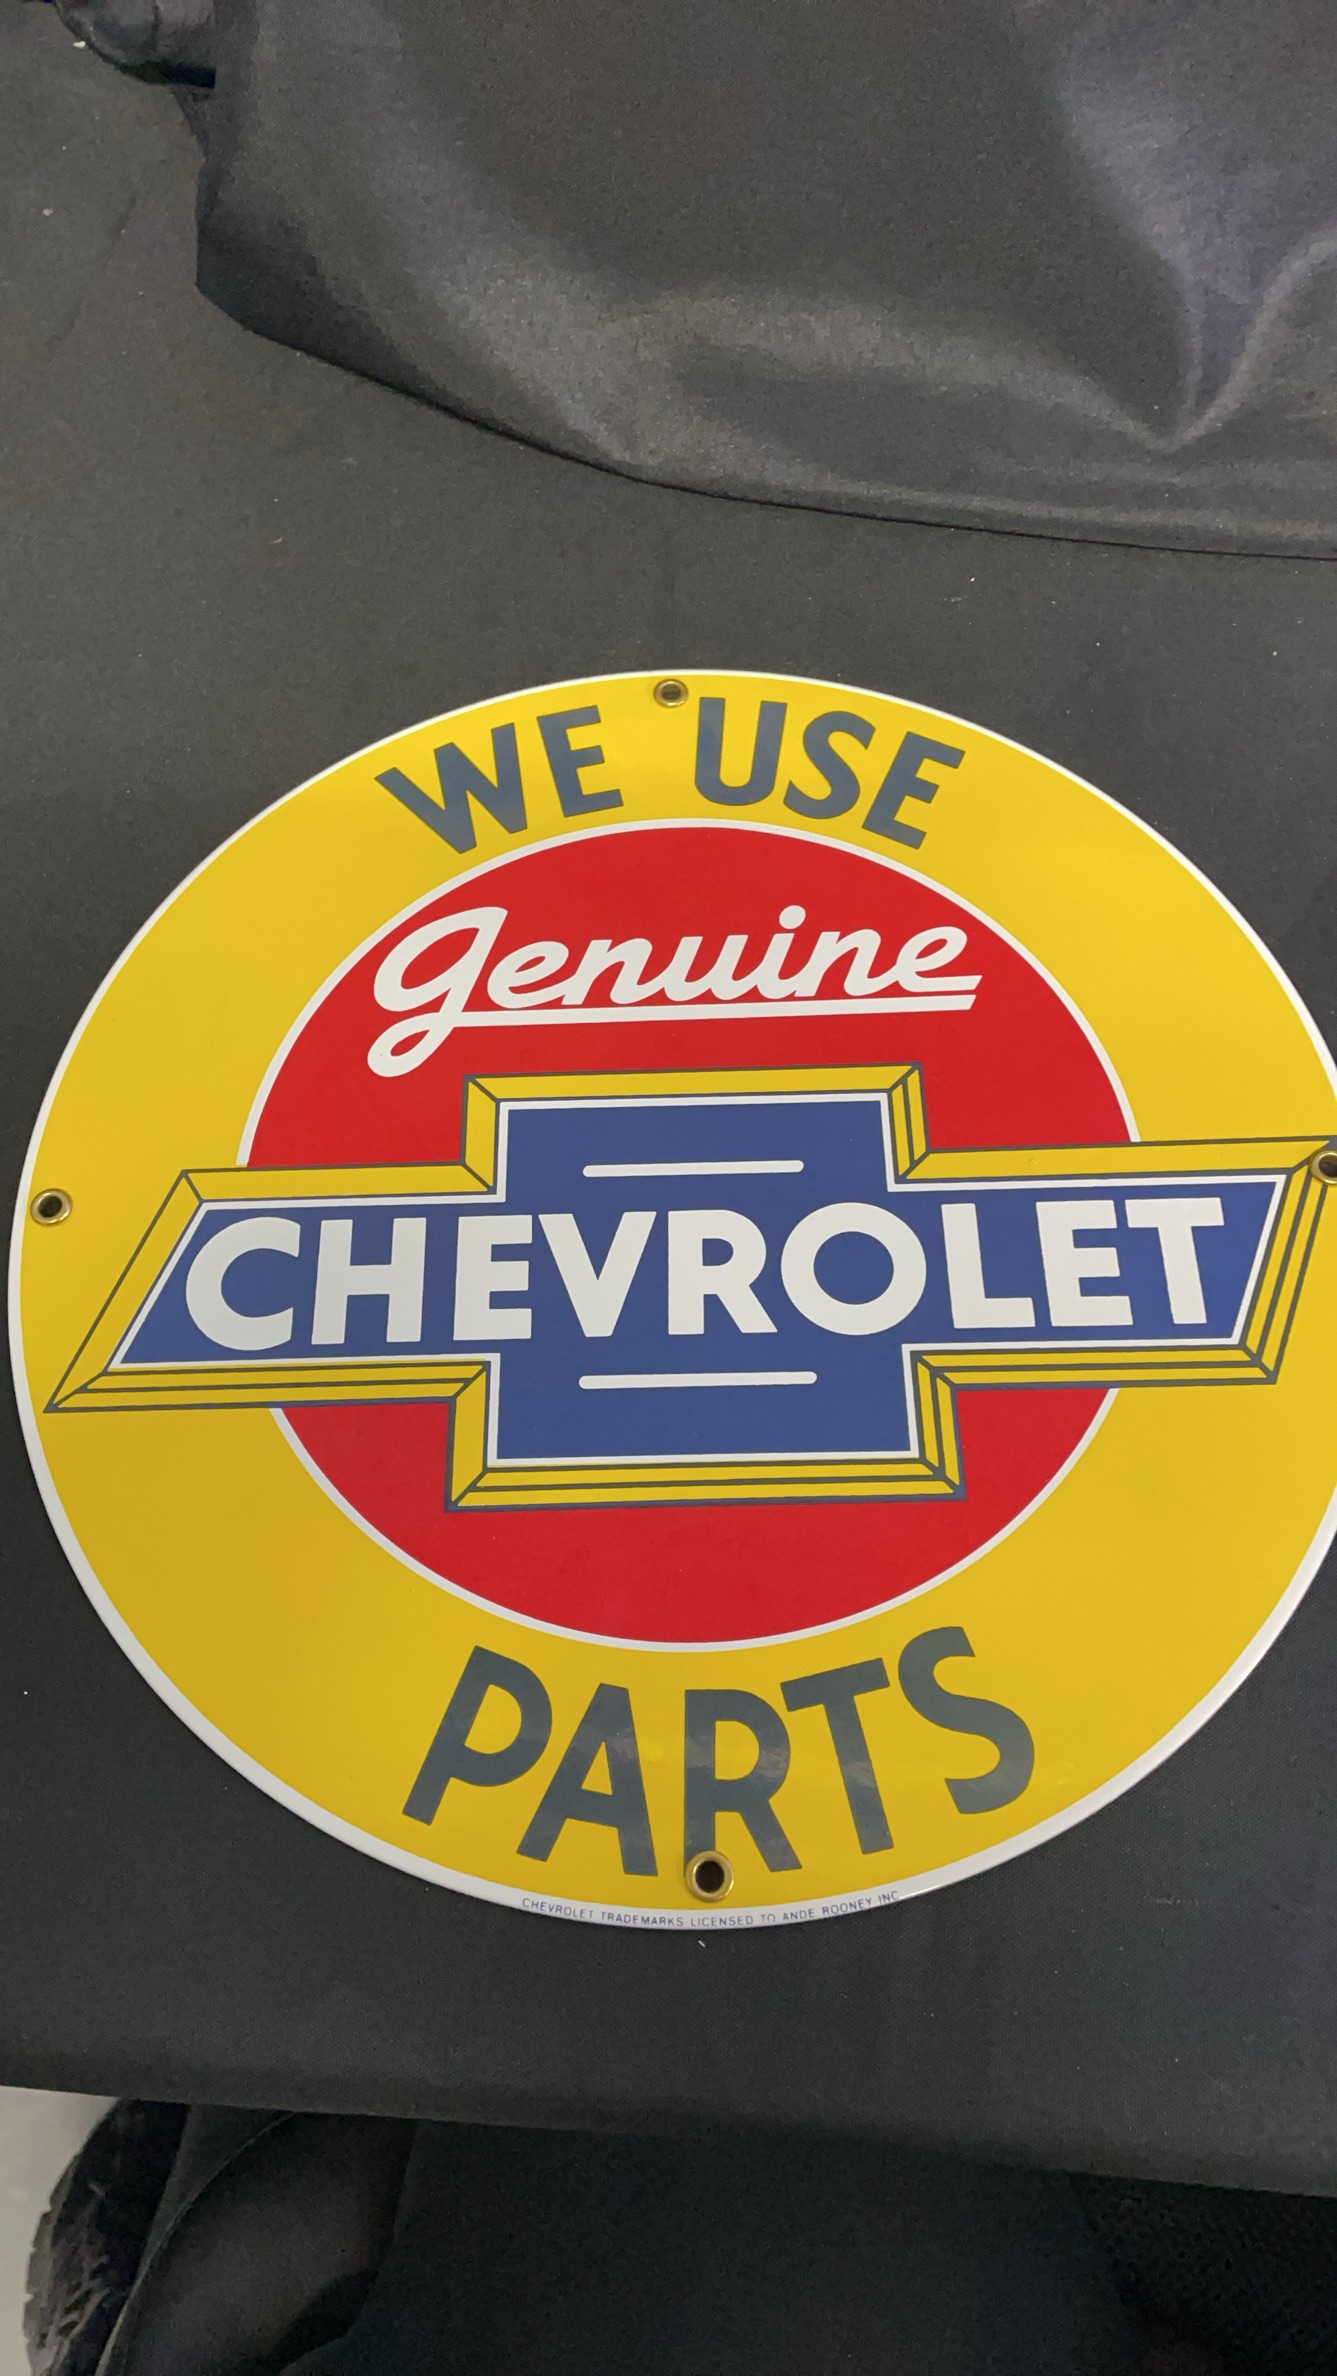 WE USE
Genuine
CHEVROLET
PARTS
CHEVROLET TRADEMARKS LICENSED TO ANDE ROONEY INC